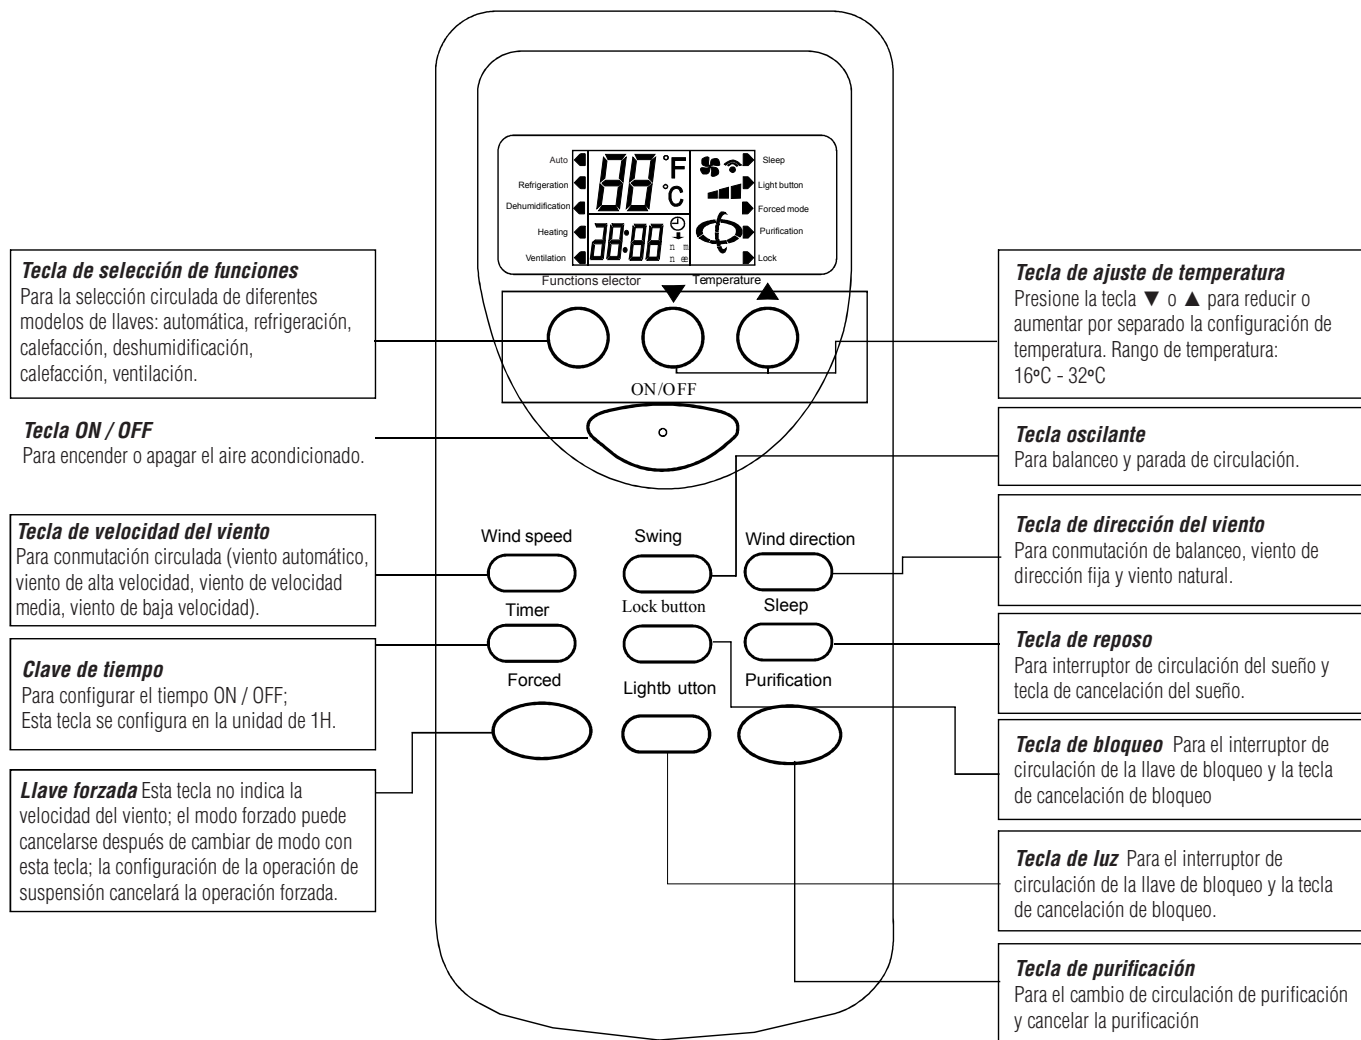 Auto
Refrigeration
Dehumidification
Heating
Ventilation
88 °F
°C
Sleep
Light button
Forced mode
Purification
Lock
Functions elector
▼
Temperature
▲
ON/OFF
Wind speed
Swing
Wind direction
Timer
Lock button
Sleep
Forced
Lightb utton
Purification
Tecla de selección de funciones
Para la selección circulada de diferentes
modelos de llaves: automática, refrigeración,
calefacción, deshumidificación,
calefacción, ventilación.
Tecla ON / OFF
Para encender o apagar el aire acondicionado.
Tecla de velocidad del viento
Para conmutación circulada (viento automático,
viento de alta velocidad, viento de velocidad
media, viento de baja velocidad).
Clave de tiempo
Para configurar el tiempo ON / OFF;
Esta tecla se configura en la unidad de 1H.
Llave forzada Esta tecla no indica la
velocidad del viento; el modo forzado puede
cancelarse después de cambiar de modo con
esta tecla; la configuración de la operación de
suspensión cancelará la operación forzada.
Tecla de ajuste de temperatura
Presione la tecla ▼ o ▲ para reducir o
aumentar por separado la configuración de
temperatura. Rango de temperatura:
16ºC - 32ºC
Tecla oscilante
Para balanceo y parada de circulación.
Tecla de dirección del viento
Para conmutación de balanceo, viento de
dirección fija y viento natural.
Tecla de reposo
Para interruptor de circulación del sueño y
tecla de cancelación del sueño.
Tecla de bloqueo Para el interruptor de
circulación de la llave de bloqueo y la tecla
de cancelación de bloqueo
Tecla de luz Para el interruptor de
circulación de la llave de bloqueo y la tecla
de cancelación de bloqueo.
Tecla de purificación
Para el cambio de circulación de purificación
y cancelar la purificación